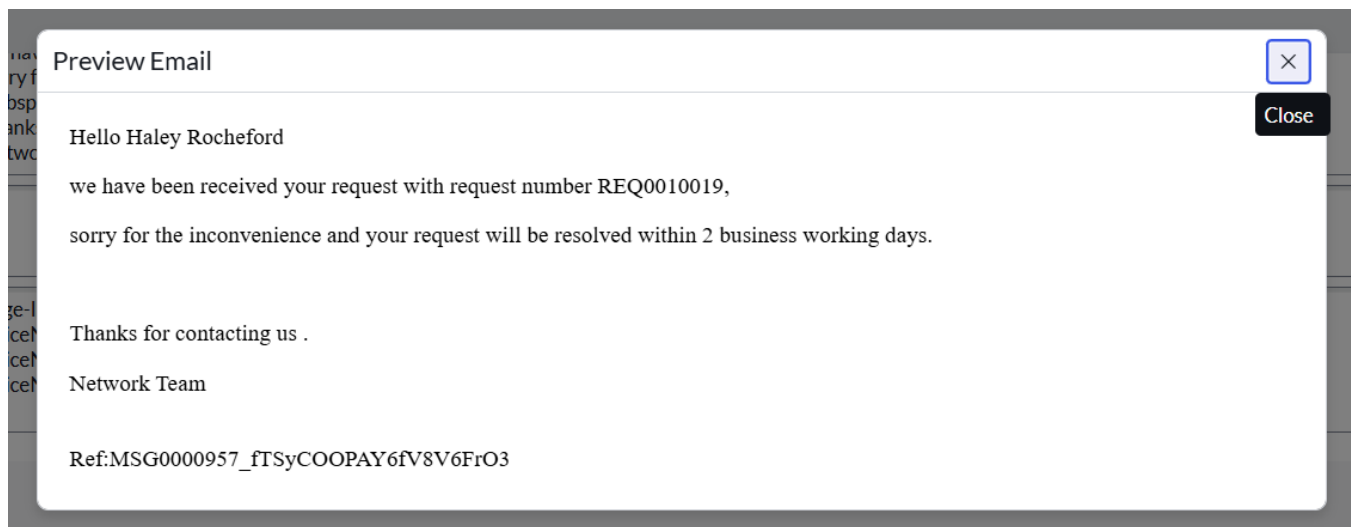 Preview Email
Close
Hello Haley Rocheford
we have been received your request with request number REQ0010019,
sorry for the inconvenience and your request will be resolved within 2 business working days.
Thanks for contacting us .
Network Team
Ref:MSG0000957_fTSyCOOPAY6fV8V6FrO3